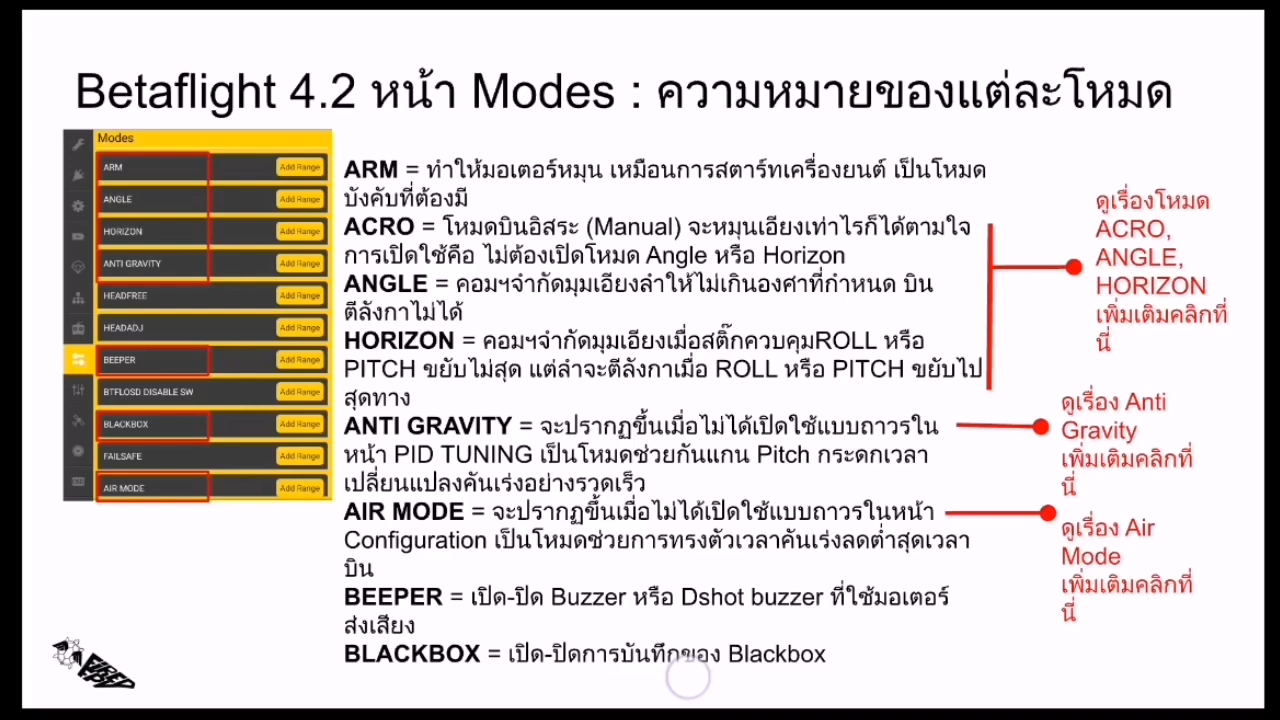 Betaflight 4.2 หน้า Modes : ความหมายของแต่ละโหมด
Modes
ARM Add Range
ANGLE Add Range
HORIZON Add Range
ANTI GRAVITY Add Range
HEADFREE Add Range
HEADADJ Add Range
BEEPER Add Range
BTFLOSD DISABLE SW Add Range
BLACKBOX Add Range
FAILSAFE Add Range
AIR MODE Add Range
ARM = ทำให้มอเตอร์หมุน เหมือนการสตาร์ทเครื่องยนต์ เป็นโหมด
บังคับที่ต้องมี
ACRO = โหมดบินอิสระ (Manual) จะหมุนเอียงเท่าไรก็ได้ตามใจ
การเปิดใช้คือ ไม่ต้องเปิดโหมด Angle หรือ Horizon
ANGLE = คอมฯจำกัดมุมเอียงลำให้ไม่เกินองศาที่กำหนด บิน
ตีลังกาไม่ได้
HORIZON = คอมฯจำกัดมุมเอียงเมื่อสติ๊กควบคุมROLL หรือ
PITCH ขยับไม่สุด แต่ลำจะตีลังกาเมื่อ ROLL หรือ PITCH ขยับไป
สุดทาง
ANTI GRAVITY = จะปรากฏขึ้นเมื่อไม่ได้เปิดใช้แบบถาวรใน
หน้า PID TUNING เป็นโหมดช่วยกันแกน Pitch กระดกเวลา
เปลี่ยนแปลงคันเร่งอย่างรวดเร็ว
AIR MODE = จะปรากฏขึ้นเมื่อไม่ได้เปิดใช้แบบถาวรในหน้า
Configuration เป็นโหมดช่วยการทรงตัวเวลาคันเร่งลดต่ำสุดเวลา
บิน
BEEPER = เปิด-ปิด Buzzer หรือ Dshot buzzer ที่ใช้มอเตอร์
ส่งเสียง
BLACKBOX = เปิด-ปิดการบันทึกของ Blackbox
ดูเรื่องโหมด
ACRO,
ANGLE,
HORIZON
เพิ่มเติมคลิกที่
นี่
ดูเรื่อง Anti
Gravity
เพิ่มเติมคลิกที่
นี่
ดูเรื่อง Air
Mode
เพิ่มเติมคลิกที่
นี่